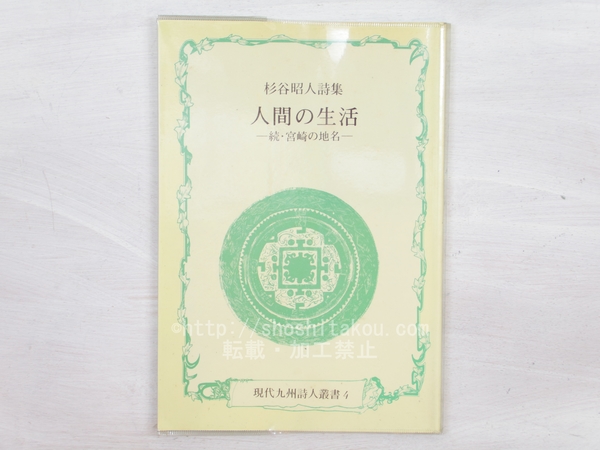 杉谷昭人詩集
人間の生活
―続・宮崎の地名―
©http://shoshitakou.com
転載・加工禁止
現代九州詩人叢書4